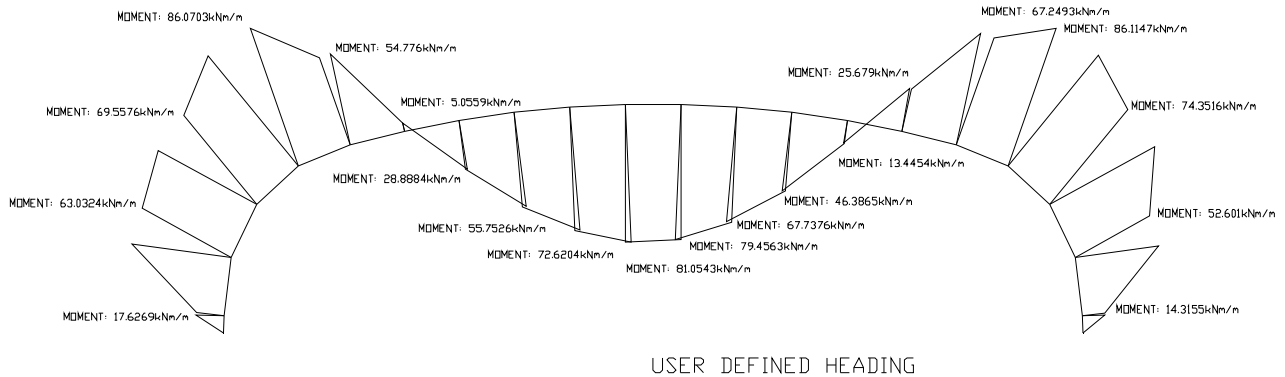 MOMENT: 86.0703kNm/m
MOMENT: 67.2493kNm/m
MOMENT: 86.1147kNm/m
MOMENT: 54.776kNm/m
MOMENT: 25.679kNm/m
MOMENT: 69.5576kNm/m
MOMENT: 5.0559kNm/m
MOMENT: 74.3516kNm/m
MOMENT: 28.8884kNm/m
MOMENT: 13.4454kNm/m
MOMENT: 63.0324kNm/m
MOMENT: 46.3865kNm/m
MOMENT: 52.601kNm/m
MOMENT: 55.7526kNm/m
MOMENT: 67.7376kNm/m
MOMENT: 72.6204kNm/m
MOMENT: 79.4563kNm/m
MOMENT: 81.0543kNm/m
MOMENT: 17.6269kNm/m
MOMENT: 14.3155kNm/m
USER DEFINED HEADING